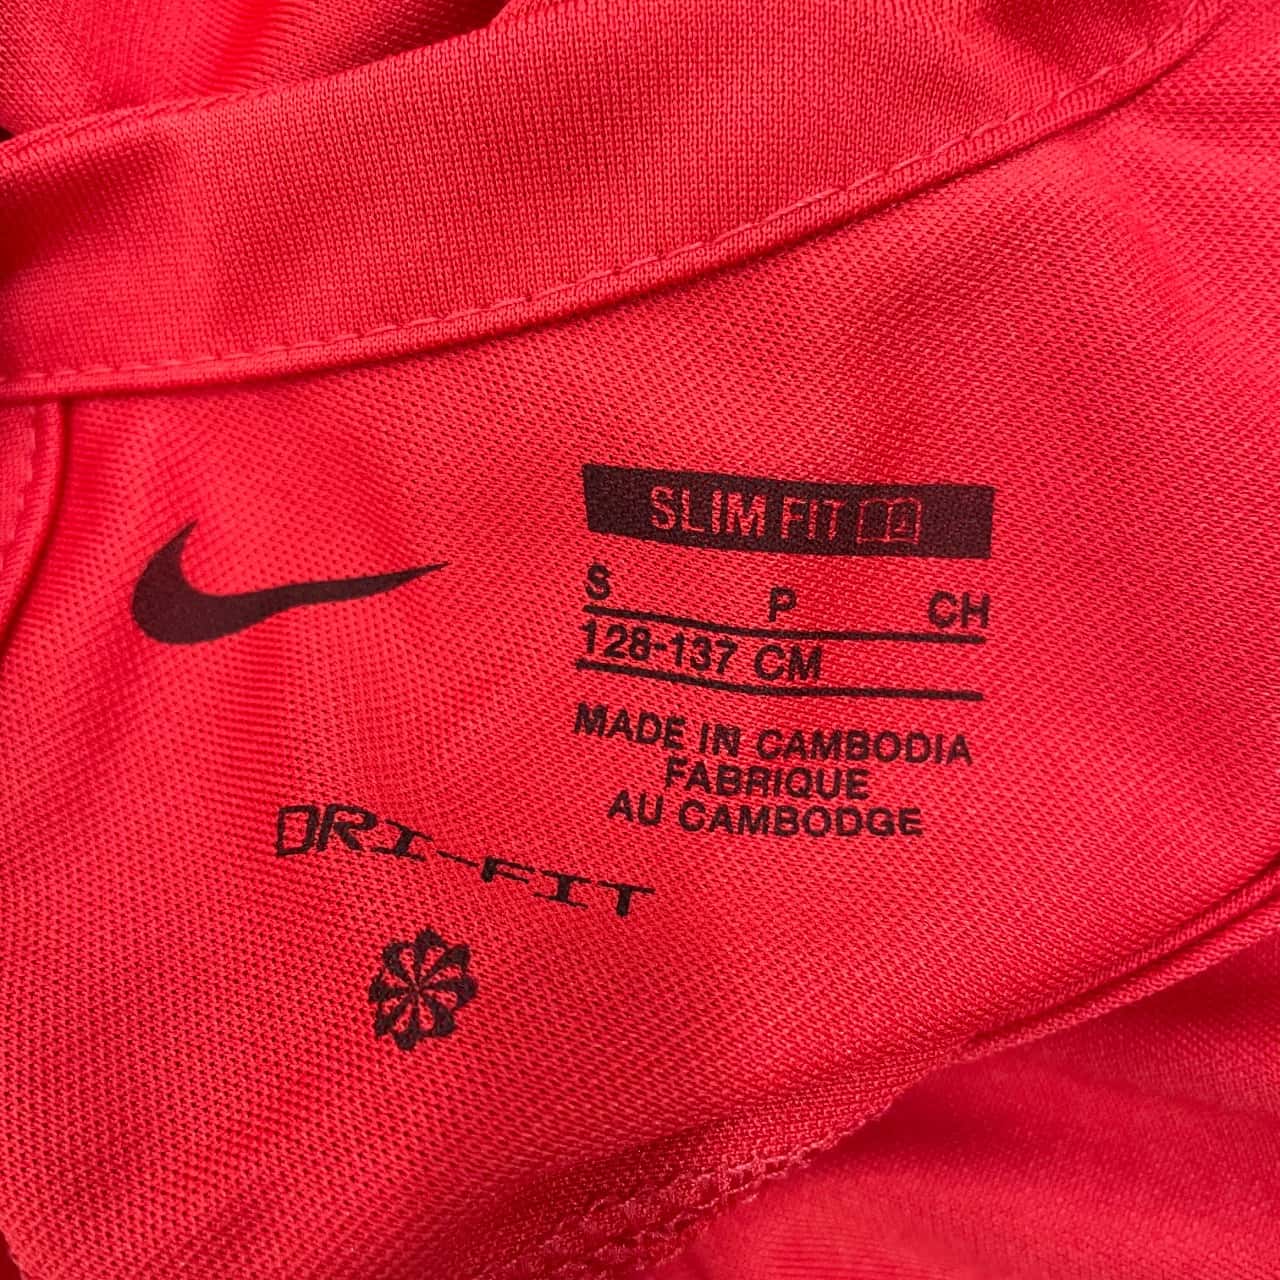 SLIM FIT
S P CH
128-137 CM
MADE IN CAMBODIA
FABRIQUE
AU CAMBODGE
DRI-FIT